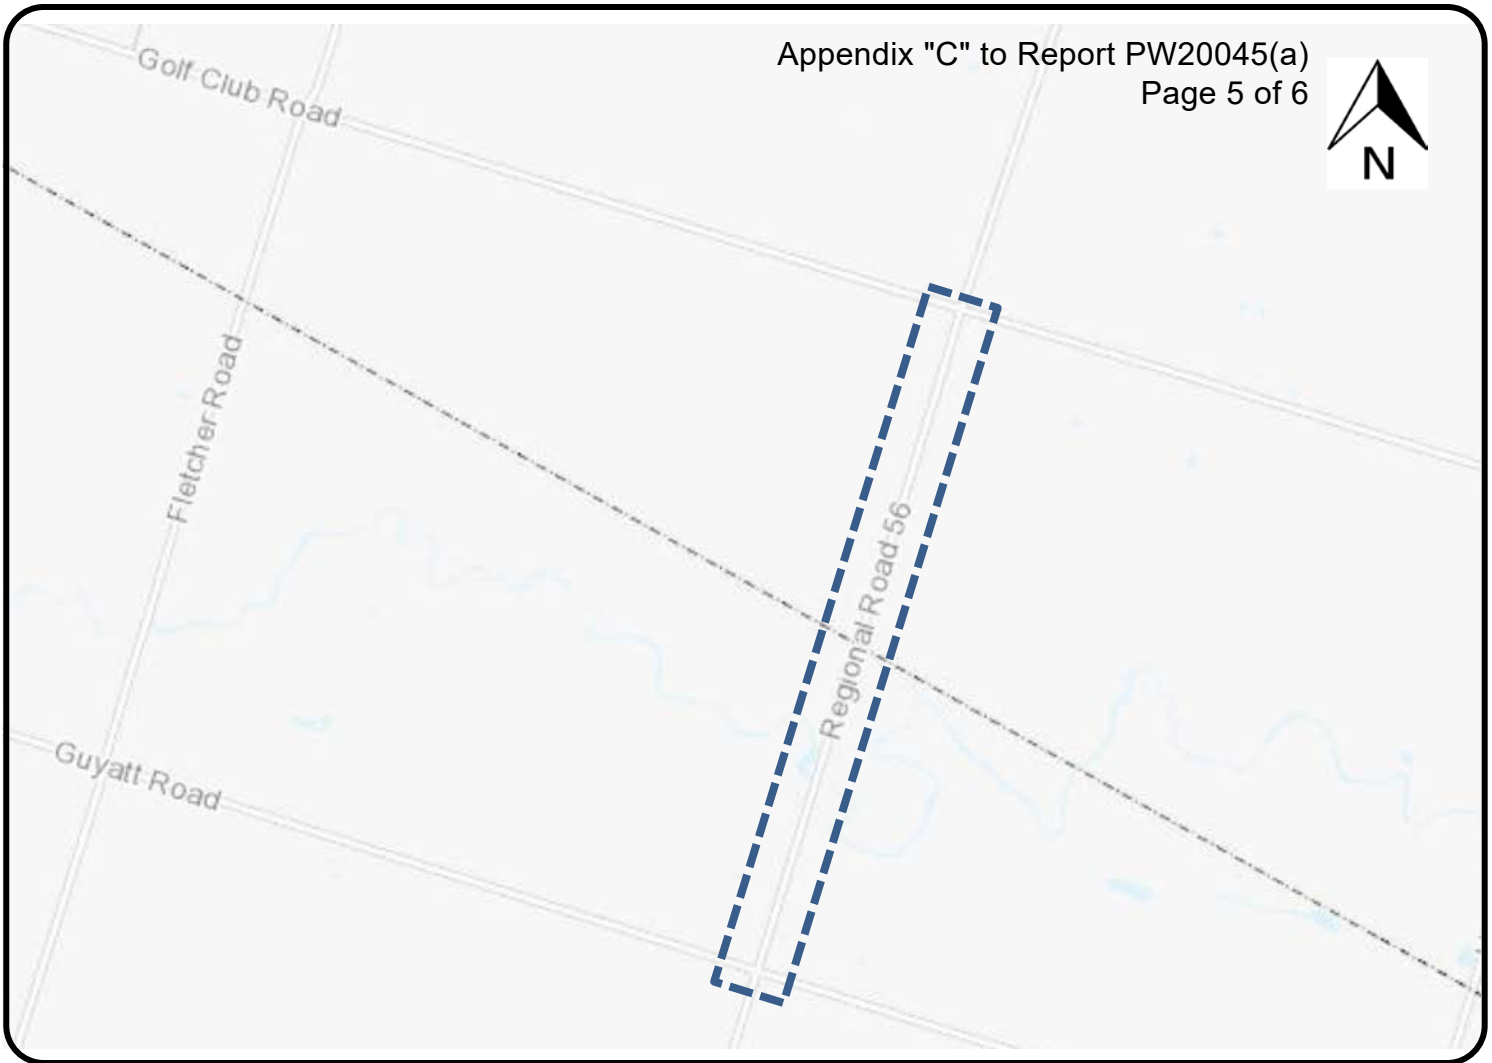 Appendix "C" to Report PW20045(a)
Page 5 of 6
N
Golf Club Road
Fletcher Road
Regional Road 56
Guyatt Road